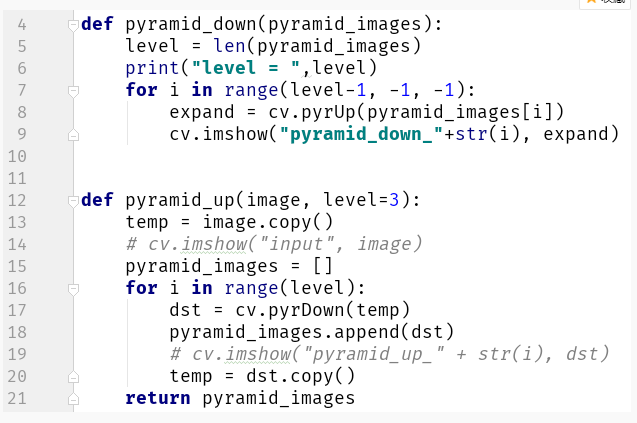 收藏
4 def pyramid_down(pyramid_images):
5     level = len(pyramid_images)
6     print("level = ",level)
7     for i in range(level-1, -1, -1):
8         expand = cv.pyrUp(pyramid_images[i])
9         cv.imshow("pyramid_down_"+str(i), expand)
10
11
12 def pyramid_up(image, level=3):
13     temp = image.copy()
14     # cv.imshow("input", image)
15     pyramid_images = []
16     for i in range(level):
17         dst = cv.pyrDown(temp)
18         pyramid_images.append(dst)
19         # cv.imshow("pyramid_up_" + str(i), dst)
20         temp = dst.copy()
21     return pyramid_images